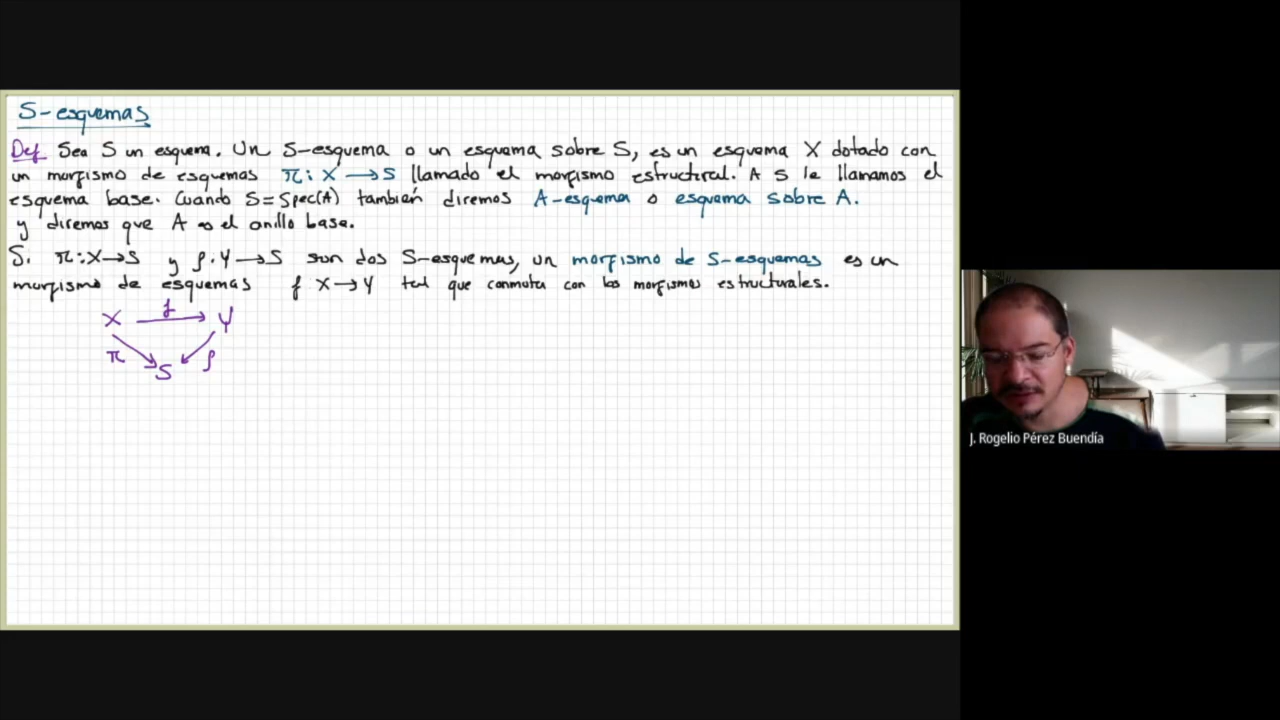 S-esquemas
Def Sea S un esquema. Un S-esquema o un esquema sobre S, es un esquema X dotado con
un morfismo de esquemas π: X → S llamado el morfismo estructural. A S le llamamos el
esquema base. Cuando S=Spec(A) también diremos A-esquema o esquema sobre A.
y diremos que A es el anillo base.
Si π:X→S y ρ:Y→S son dos S-esquemas, un morfismo de S-esquemas es un
morfismo de esquemas f X→Y tal que conmuta con los morfismos estructurales.
X f Y
π S ρ
J. Rogelio Pérez Buendía